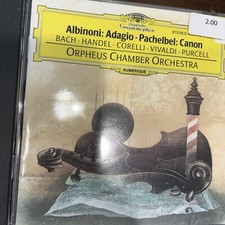 Deutsche
Grammophon
STEREO
2.00
Albinoni: Adagio · Pachelbel: Canon
BACH · HANDEL · CORELLI · VIVALDI · PURCELL
ORPHEUS CHAMBER ORCHESTRA
NUMERIQUE